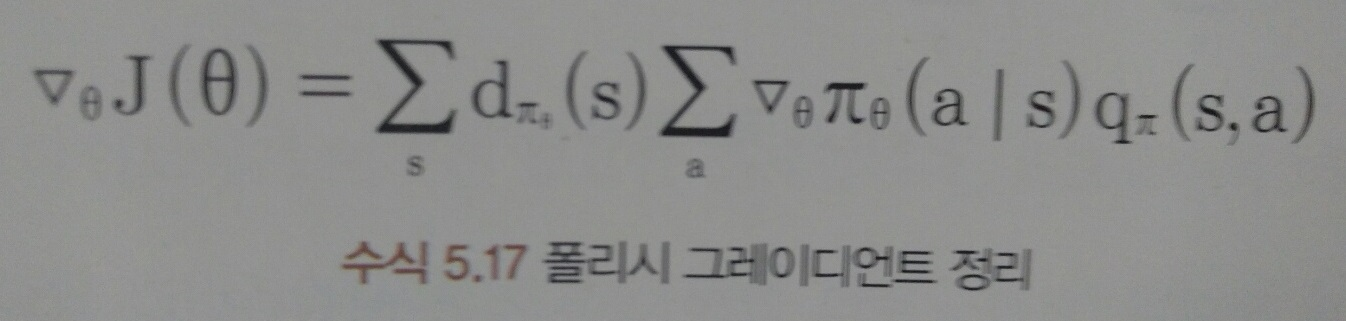 ∇θJ(θ) = ∑s dπθ(s) ∑a ∇θπθ(a | s)qπ(s, a)
수식 5.17 폴리시 그레이디언트 정리